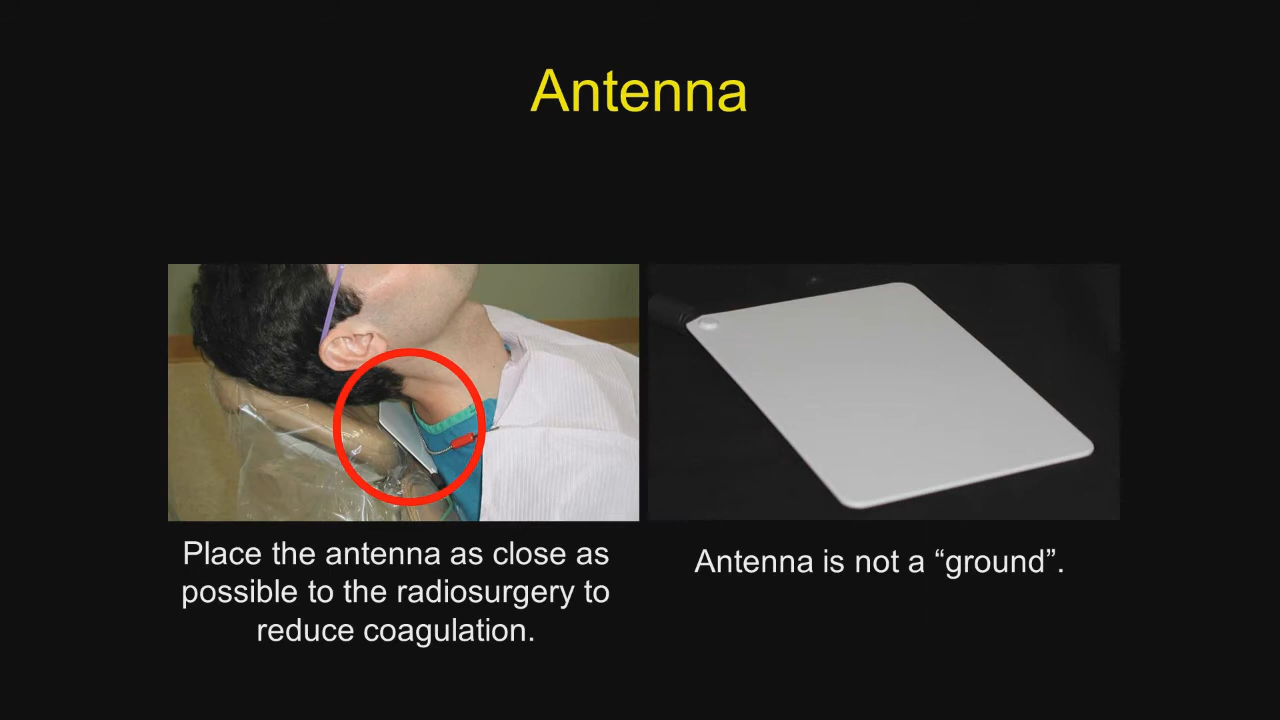 Antenna
Place the antenna as close as
possible to the radiosurgery to
reduce coagulation.
Antenna is not a “ground”.